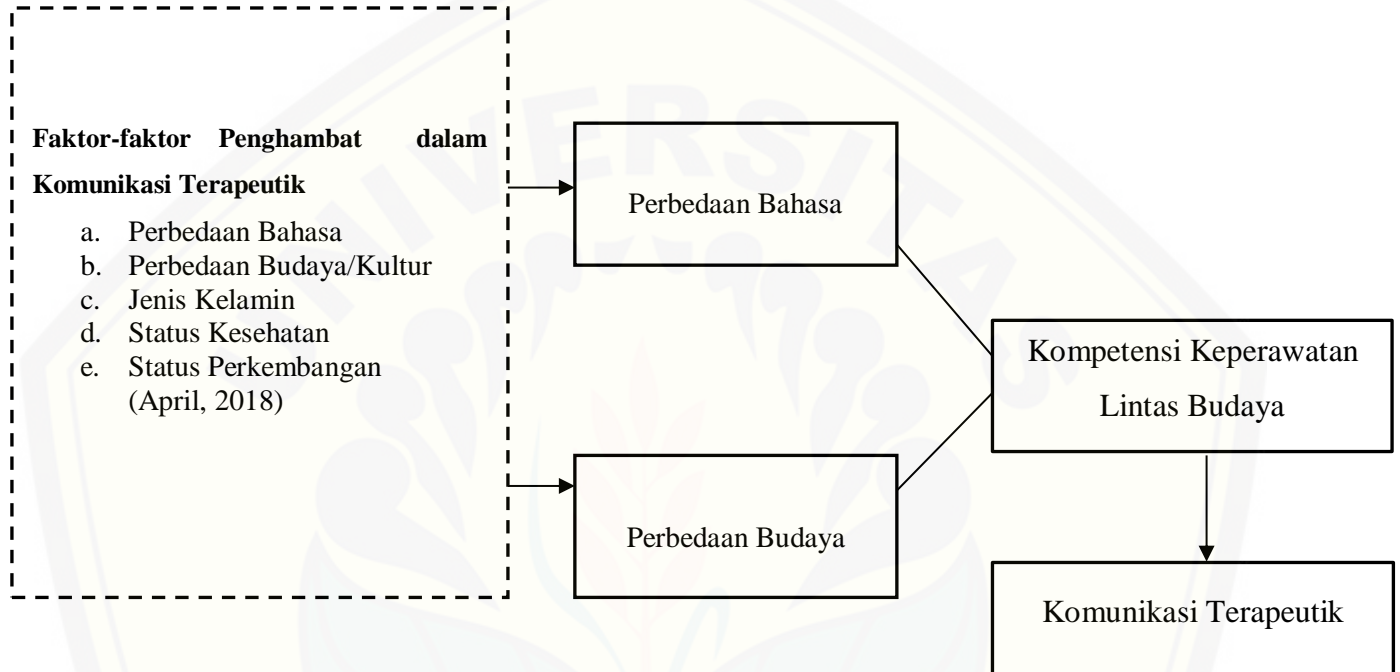 UNIVERSITAS
Faktor-faktor Penghambat dalam
Komunikasi Terapeutik
a. Perbedaan Bahasa
b. Perbedaan Budaya/Kultur
c. Jenis Kelamin
d. Status Kesehatan
e. Status Perkembangan
(April, 2018)
Perbedaan Bahasa
Perbedaan Budaya
Kompetensi Keperawatan
Lintas Budaya
Komunikasi Terapeutik